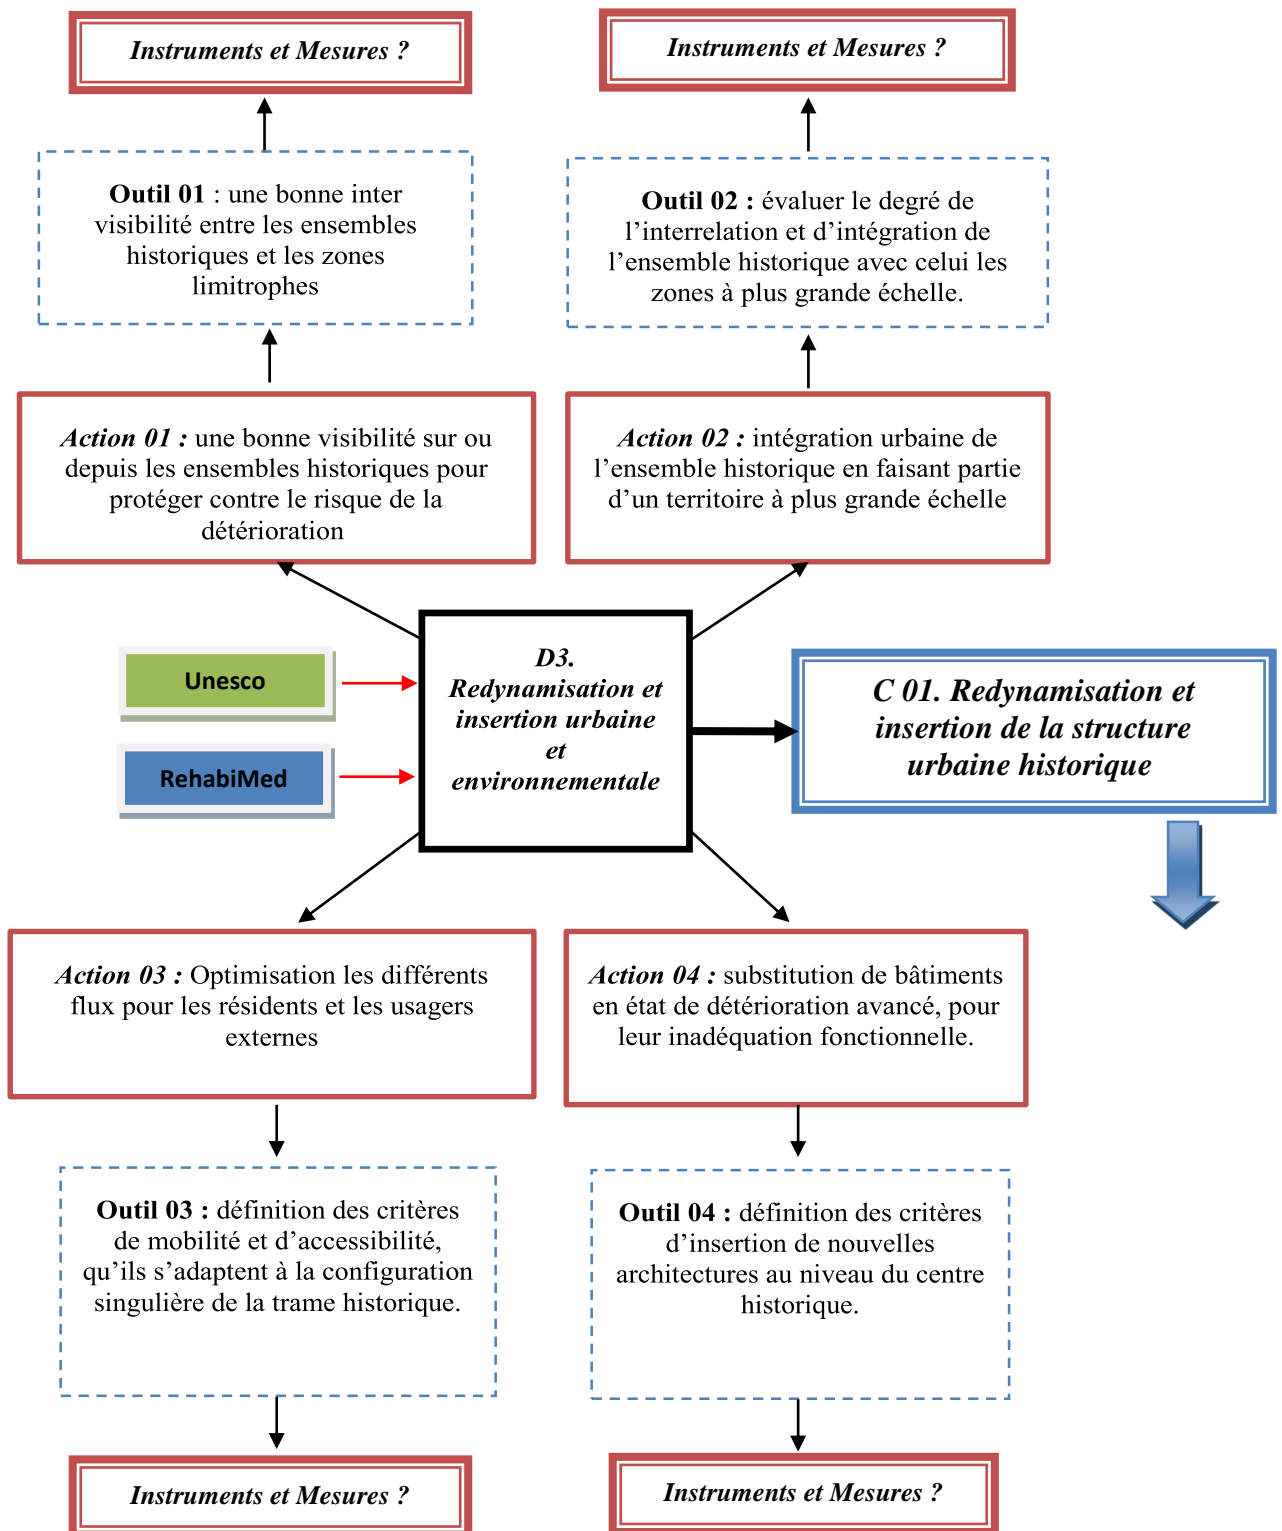 Instruments et Mesures ?
Instruments et Mesures ?
Outil 01 : une bonne inter
visibilité entre les ensembles
historiques et les zones
limitrophes
Outil 02 : évaluer le degré de
l’interrelation et d’intégration de
l’ensemble historique avec celui les
zones à plus grande échelle.
Action 01 : une bonne visibilité sur ou
depuis les ensembles historiques pour
protéger contre le risque de la
détérioration
Action 02 : intégration urbaine de
l’ensemble historique en faisant partie
d’un territoire à plus grande échelle
Unesco
RehabiMed
D3.
Redynamisation et
insertion urbaine
et
environnementale
C 01. Redynamisation et
insertion de la structure
urbaine historique
Action 03 : Optimisation les différents
flux pour les résidents et les usagers
externes
Action 04 : substitution de bâtiments
en état de détérioration avancé, pour
leur inadéquation fonctionnelle.
Outil 03 : définition des critères
de mobilité et d’accessibilité,
qu’ils s’adaptent à la configuration
singulière de la trame historique.
Outil 04 : définition des critères
d’insertion de nouvelles
architectures au niveau du centre
historique.
Instruments et Mesures ?
Instruments et Mesures ?